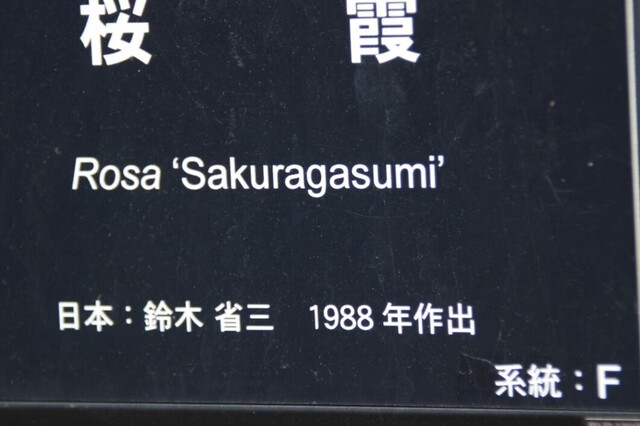 桜 霞
Rosa ‘Sakuragasumi’
日本：鈴木 省三 1988 年作出
系統：F